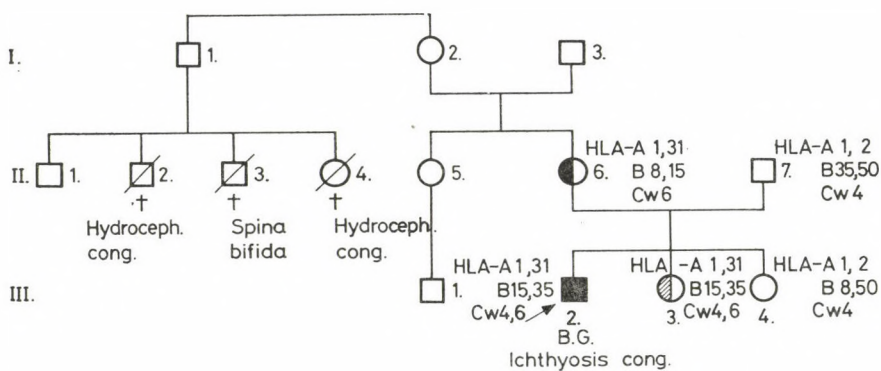 I.
1.
2.
3.
II.
1.
2.
3.
4.
5.
6.
7.
†
†
†
Hydroceph.
cong.
Spina
bifida
Hydroceph.
cong.
HLA-A 1,31
B 8,15
Cw6
HLA-A 1, 2
B35,50
Cw4
III.
1.
HLA-A 1,31
B15,35
Cw4,6
2.
B.G.
Ichthyosis cong.
HLA -A 1,31
B15,35
3. Cw4,6
HLA-A 1, 2
B 8,50
Cw4
4.